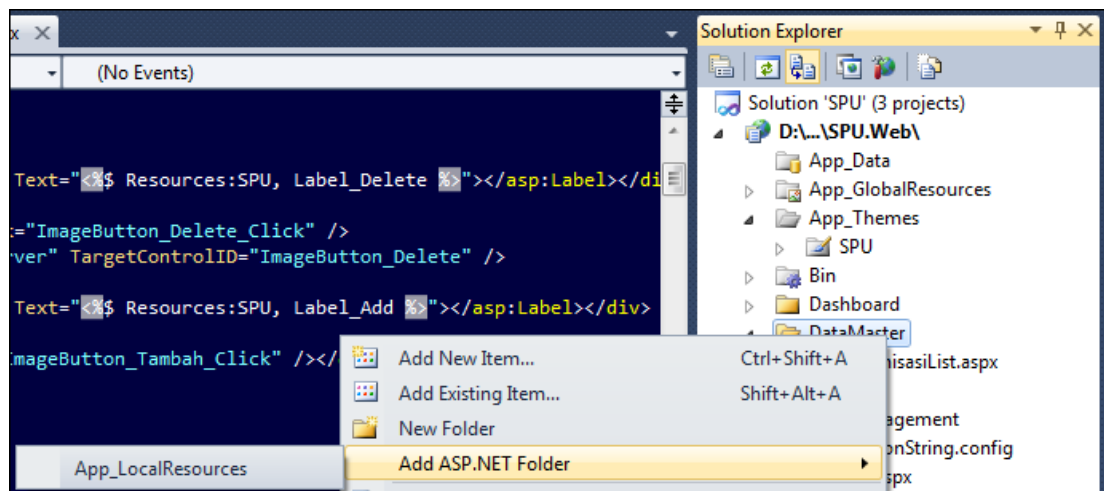 x
(No Events)
Text="<%$ Resources:SPU, Label_Delete %>"></asp:Label></di
="ImageButton_Delete_Click" />
ver" TargetControlID="ImageButton_Delete" />
Text="<%$ Resources:SPU, Label_Add %>"></asp:Label></div>
mageButton_Tambah_Click" /></
Add New Item... Ctrl+Shift+A
Add Existing Item... Shift+Alt+A
New Folder
Add ASP.NET Folder
App_LocalResources
Solution Explorer
Solution 'SPU' (3 projects)
D:\...\SPU.Web\
App_Data
App_GlobalResources
App_Themes
SPU
Bin
Dashboard
DataMaster
nisasiList.aspx
agement
onString.config
spx